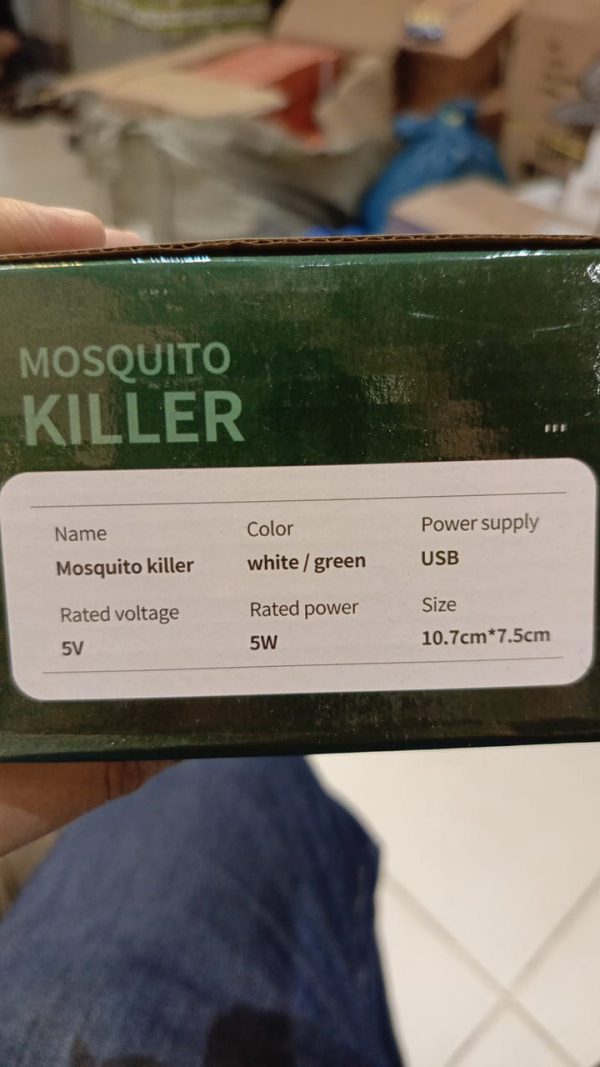 MOSQUITO
KILLER
Name Color Power supply
Mosquito killer white / green USB
Rated voltage Rated power Size
5V 5W 10.7cm*7.5cm